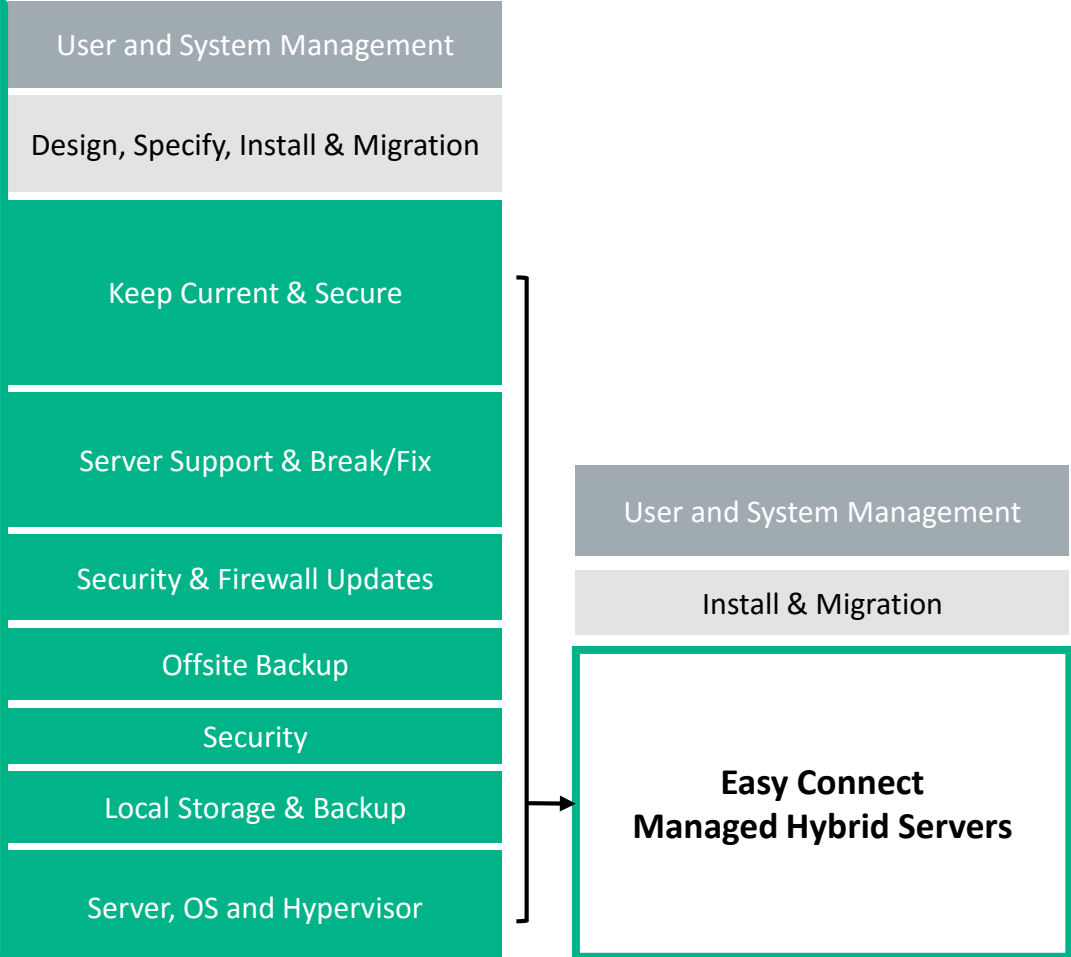 User and System Management
Design, Specify, Install & Migration
Keep Current & Secure
Server Support & Break/Fix
Security & Firewall Updates
Offsite Backup
Security
Local Storage & Backup
Server, OS and Hypervisor
User and System Management
Install & Migration
Easy Connect
Managed Hybrid Servers